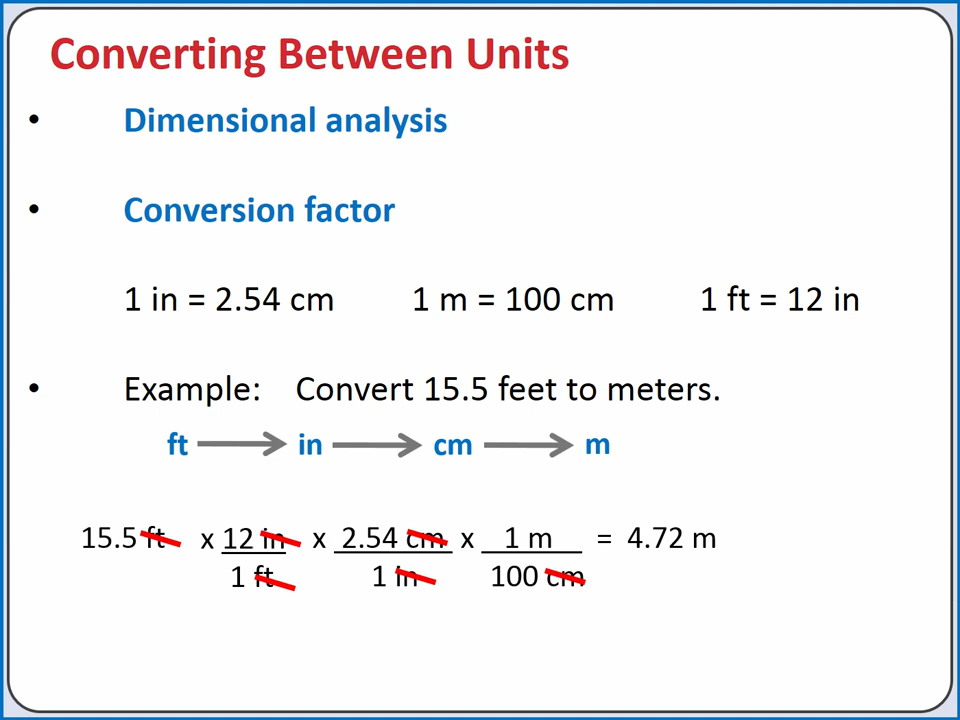 Converting Between Units
• Dimensional analysis
• Conversion factor
1 in = 2.54 cm 1 m = 100 cm 1 ft = 12 in
• Example: Convert 15.5 feet to meters.
ft → in → cm → m
15.5 ft x 12 in x 2.54 cm x 1 m = 4.72 m
1 ft 1 in 100 cm